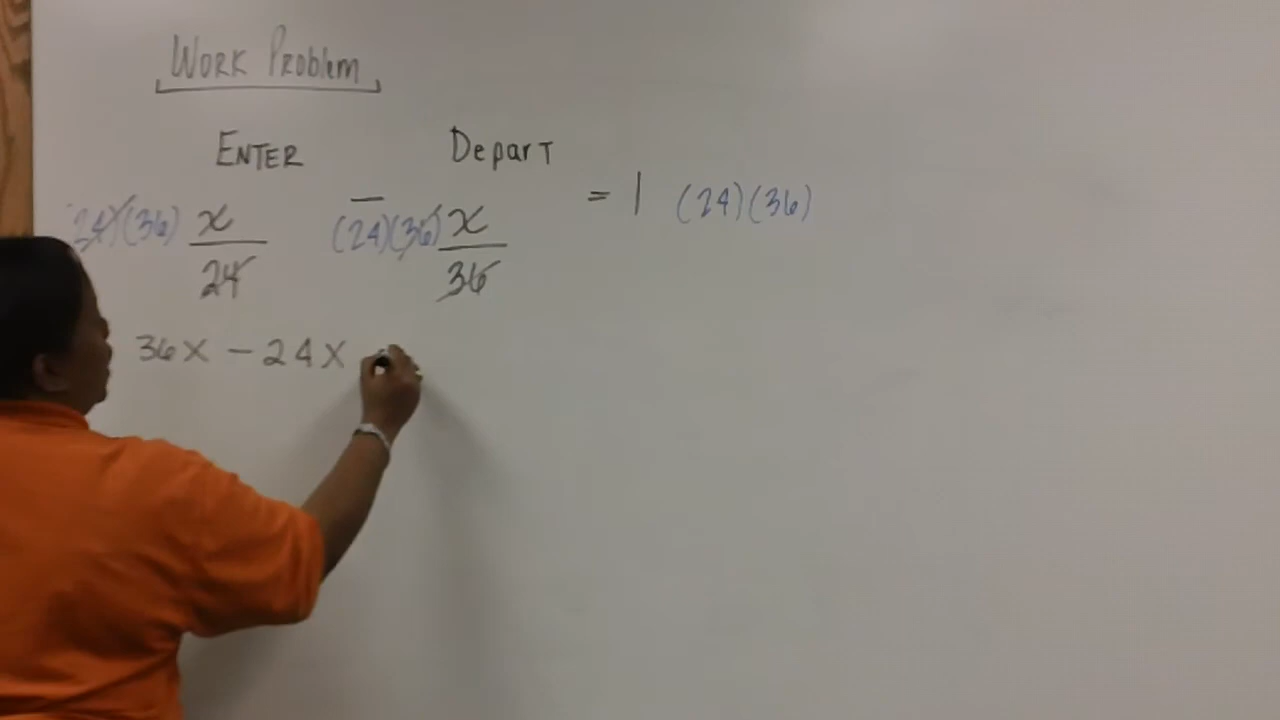 Work Problem
Enter Depart
(24)(36) x/24 — (24)(36) x/36 = 1 (24)(36)
36x - 24x